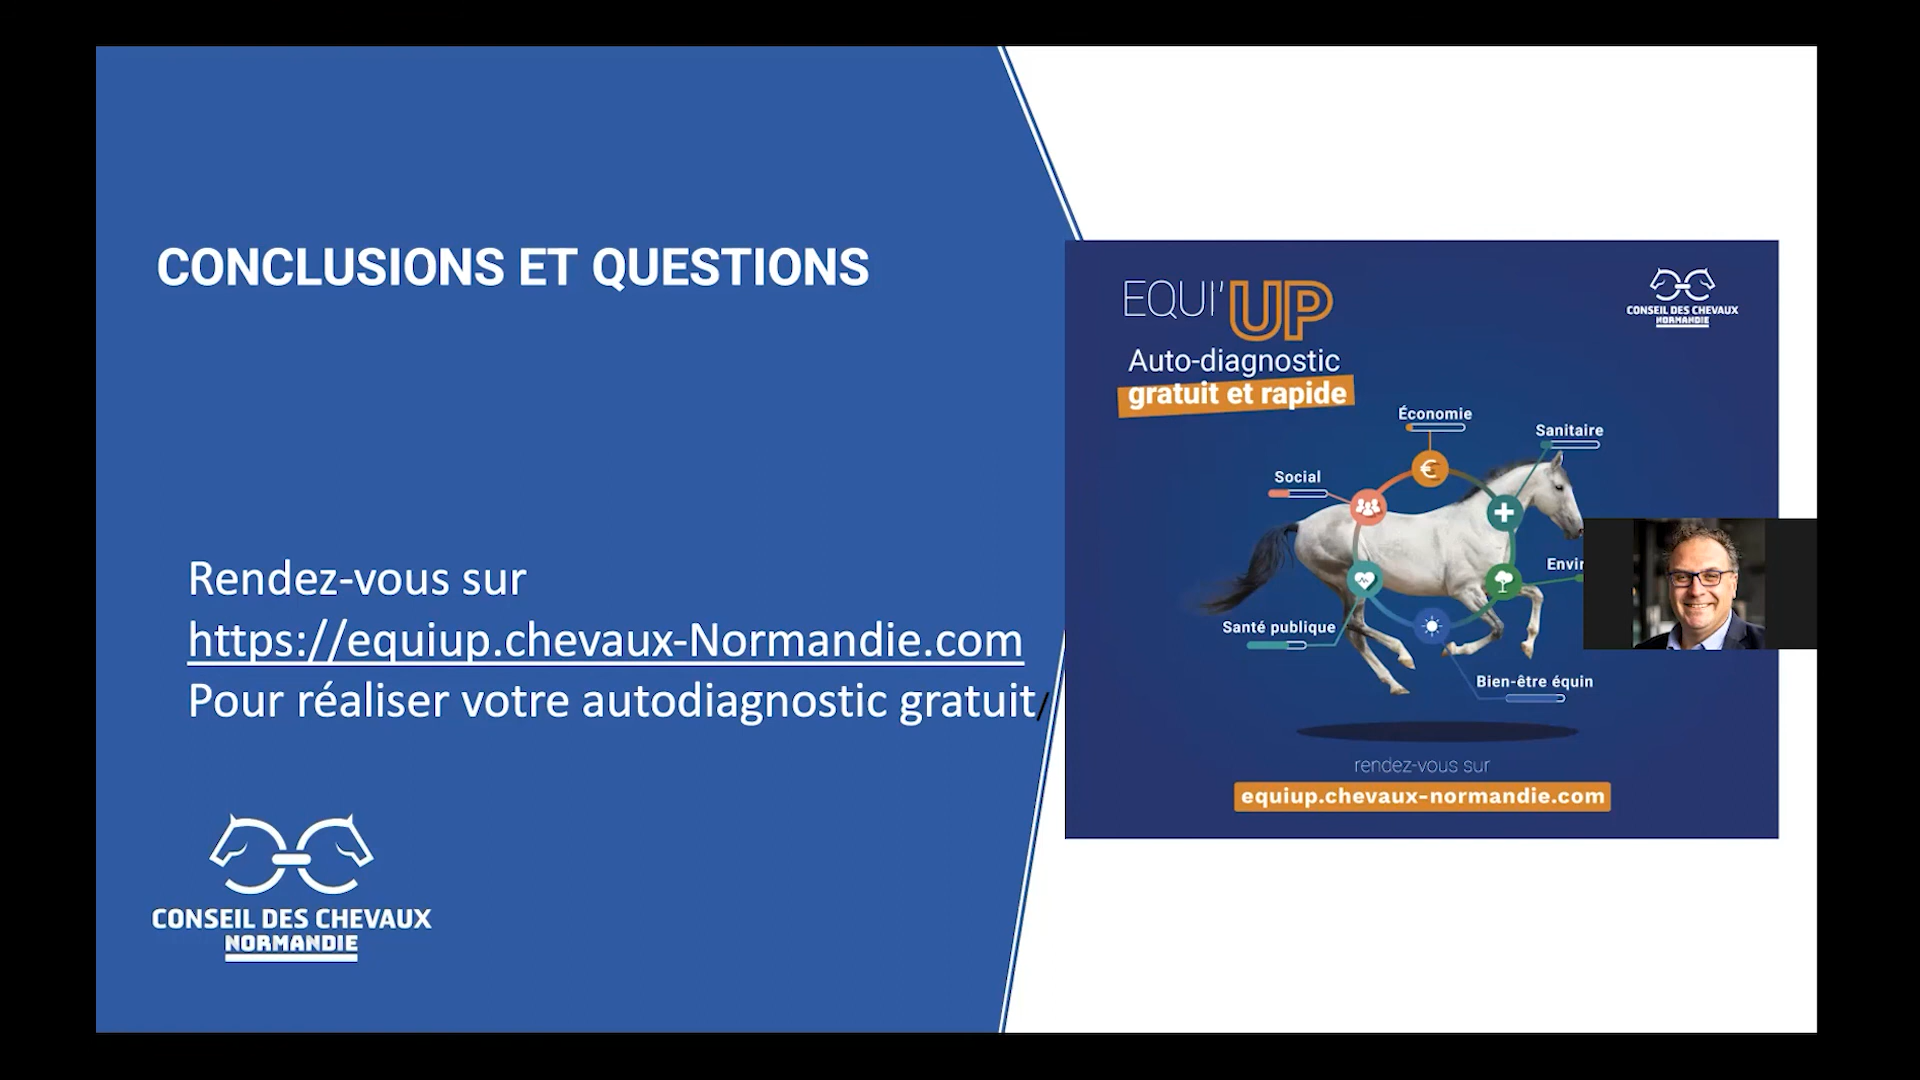 CONCLUSIONS ET QUESTIONS
Rendez-vous sur
https://equiup.chevaux-Normandie.com
Pour réaliser votre autodiagnostic gratuit/
CONSEIL DES CHEVAUX
NORMANDIE
EQUI'UP
Auto-diagnostic
gratuit et rapide
CONSEIL DES CHEVAUX
NORMANDIE
Économie
Sanitaire
Social
Santé publique
Bien-être équin
rendez-vous sur
equiup.chevaux-normandie.com